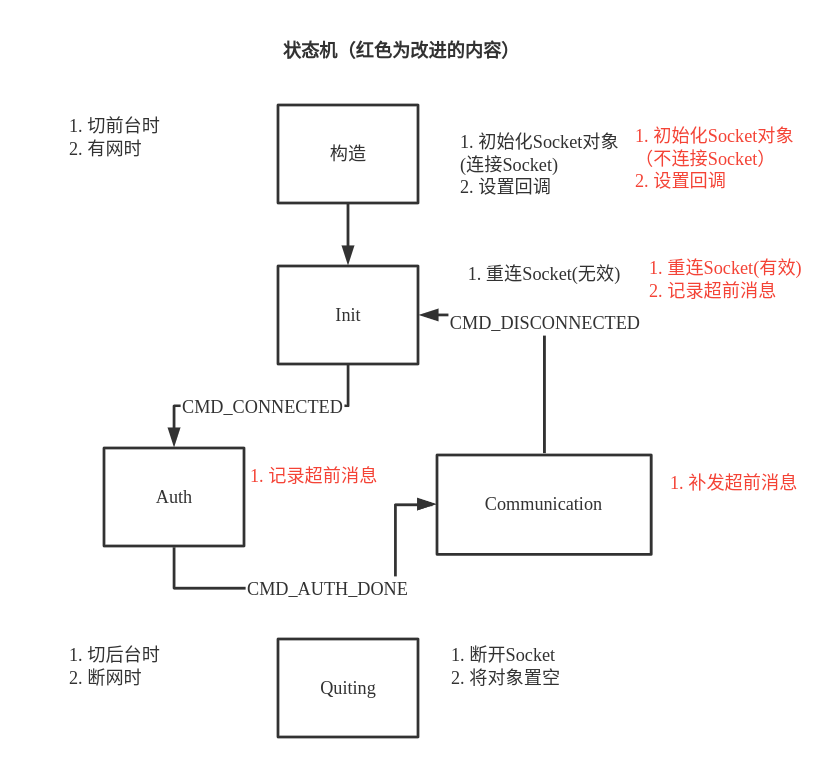 状态机（红色为改进的内容）
1. 切前台时
2. 有网时
构造
1. 初始化Socket对象
(连接Socket)
2. 设置回调
1. 初始化Socket对象
（不连接Socket）
2. 设置回调
Init
1. 重连Socket(无效)
1. 重连Socket(有效)
2. 记录超前消息
CMD_DISCONNECTED
CMD_CONNECTED
Auth
1. 记录超前消息
Communication
1. 补发超前消息
CMD_AUTH_DONE
1. 切后台时
2. 断网时
Quiting
1. 断开Socket
2. 将对象置空